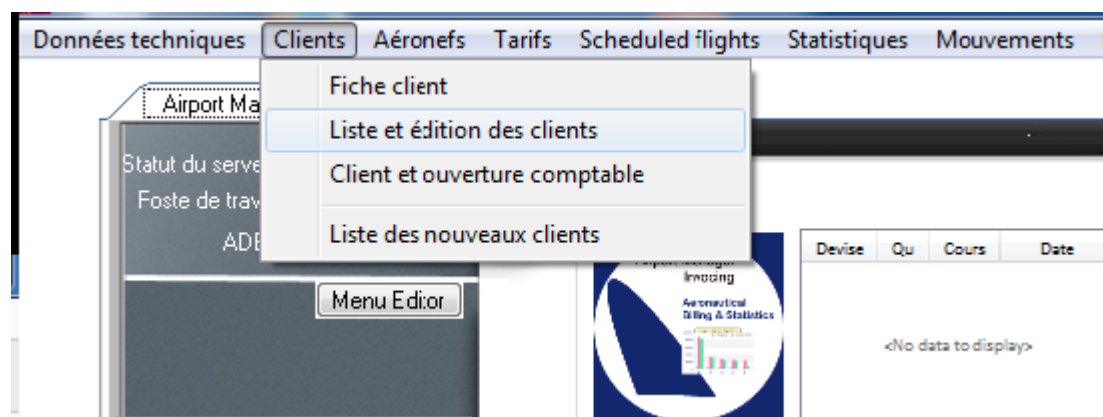 Données techniques Clients Aéronefs Tarifs Scheduled flights Statistiques Mouvements
Fiche client
Airport Ma
Liste et édition des clients
Statut du serve
Client et ouverture comptable
Foste de trav
Liste des nouveaux clients
ADE
Devise Qu Cours Date
Invoicing
Menu Editor
Aeronautical
Billing & Statistics
<No data to display>